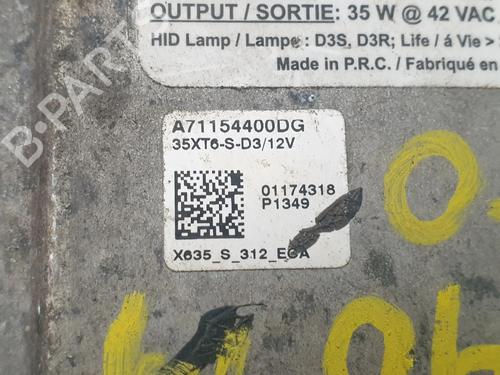 OUTPUT / SORTIE: 35 W @ 42 VAC
HID Lamp / Lampe : D3S, D3R; Life / á Vie >
Made in P.R.C. / Fabriqué en
A71154400DG
35XT6-S-D3/12V
01174318
P1349
X635_S_312_ECA
B-Parts